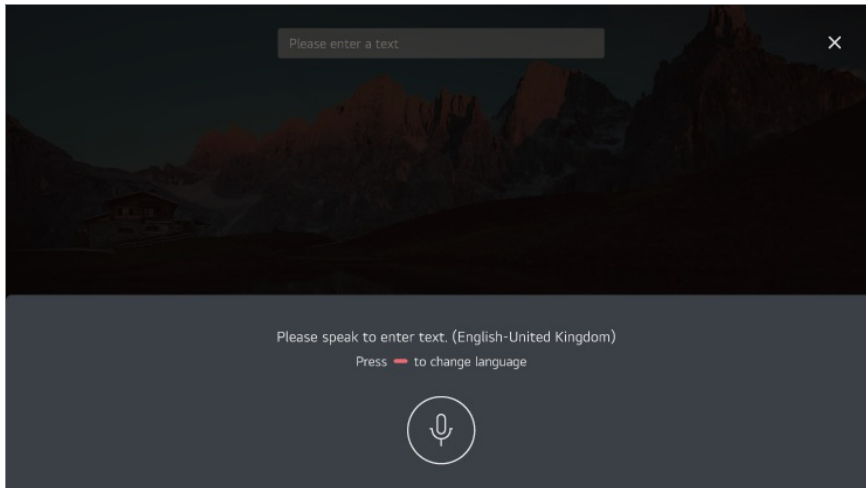 Please enter a text
Please speak to enter text. (English-United Kingdom)
Press to change language